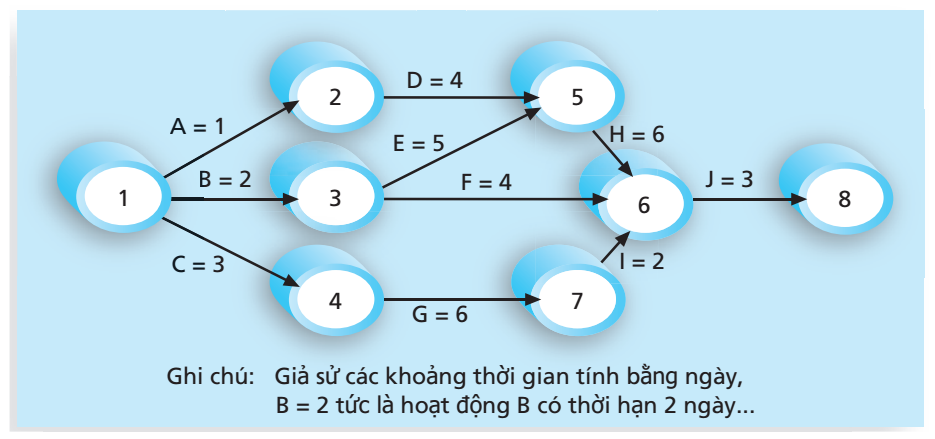 2
D = 4
5
A = 1
E = 5
H = 6
1
B = 2
3
F = 4
6
J = 3
8
C = 3
I = 2
4
G = 6
7
Ghi chú: Giả sử các khoảng thời gian tính bằng ngày,
B = 2 tức là hoạt động B có thời hạn 2 ngày...